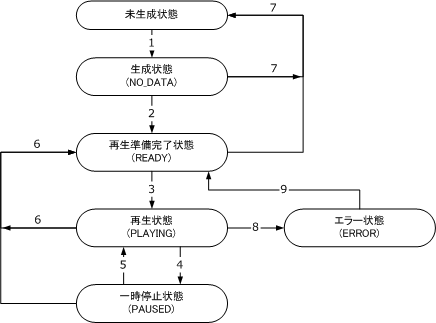 未生成状態
7
1
生成状態
(NO_DATA)
7
2
6
再生準備完了状態
(READY)
3
9
6
再生状態
(PLAYING)
8
エラー状態
(ERROR)
5
4
一時停止状態
(PAUSED)